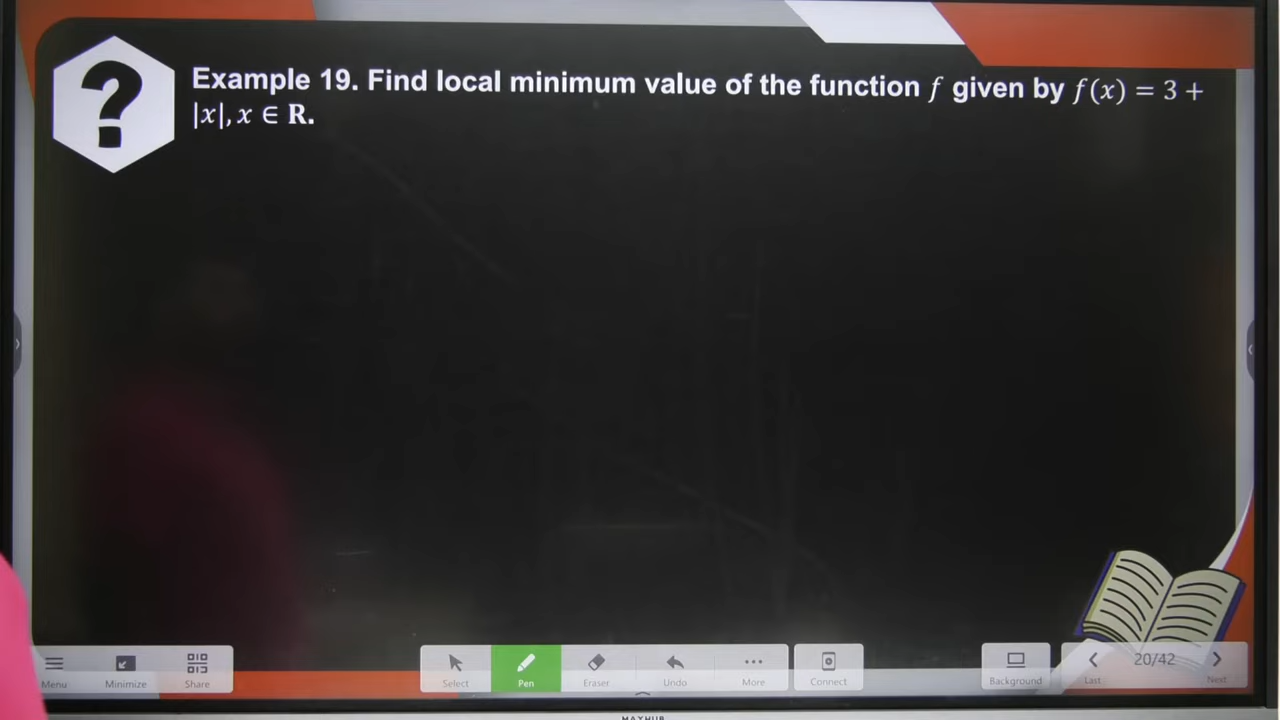 ?
Example 19. Find local minimum value of the function f given by f(x) = 3 +
|x|, x ∈ R.
Menu
Minimize
Share
Select
Pen
Eraser
Undo
More
Connect
Background
Last
20/42
Next
MAXHUB